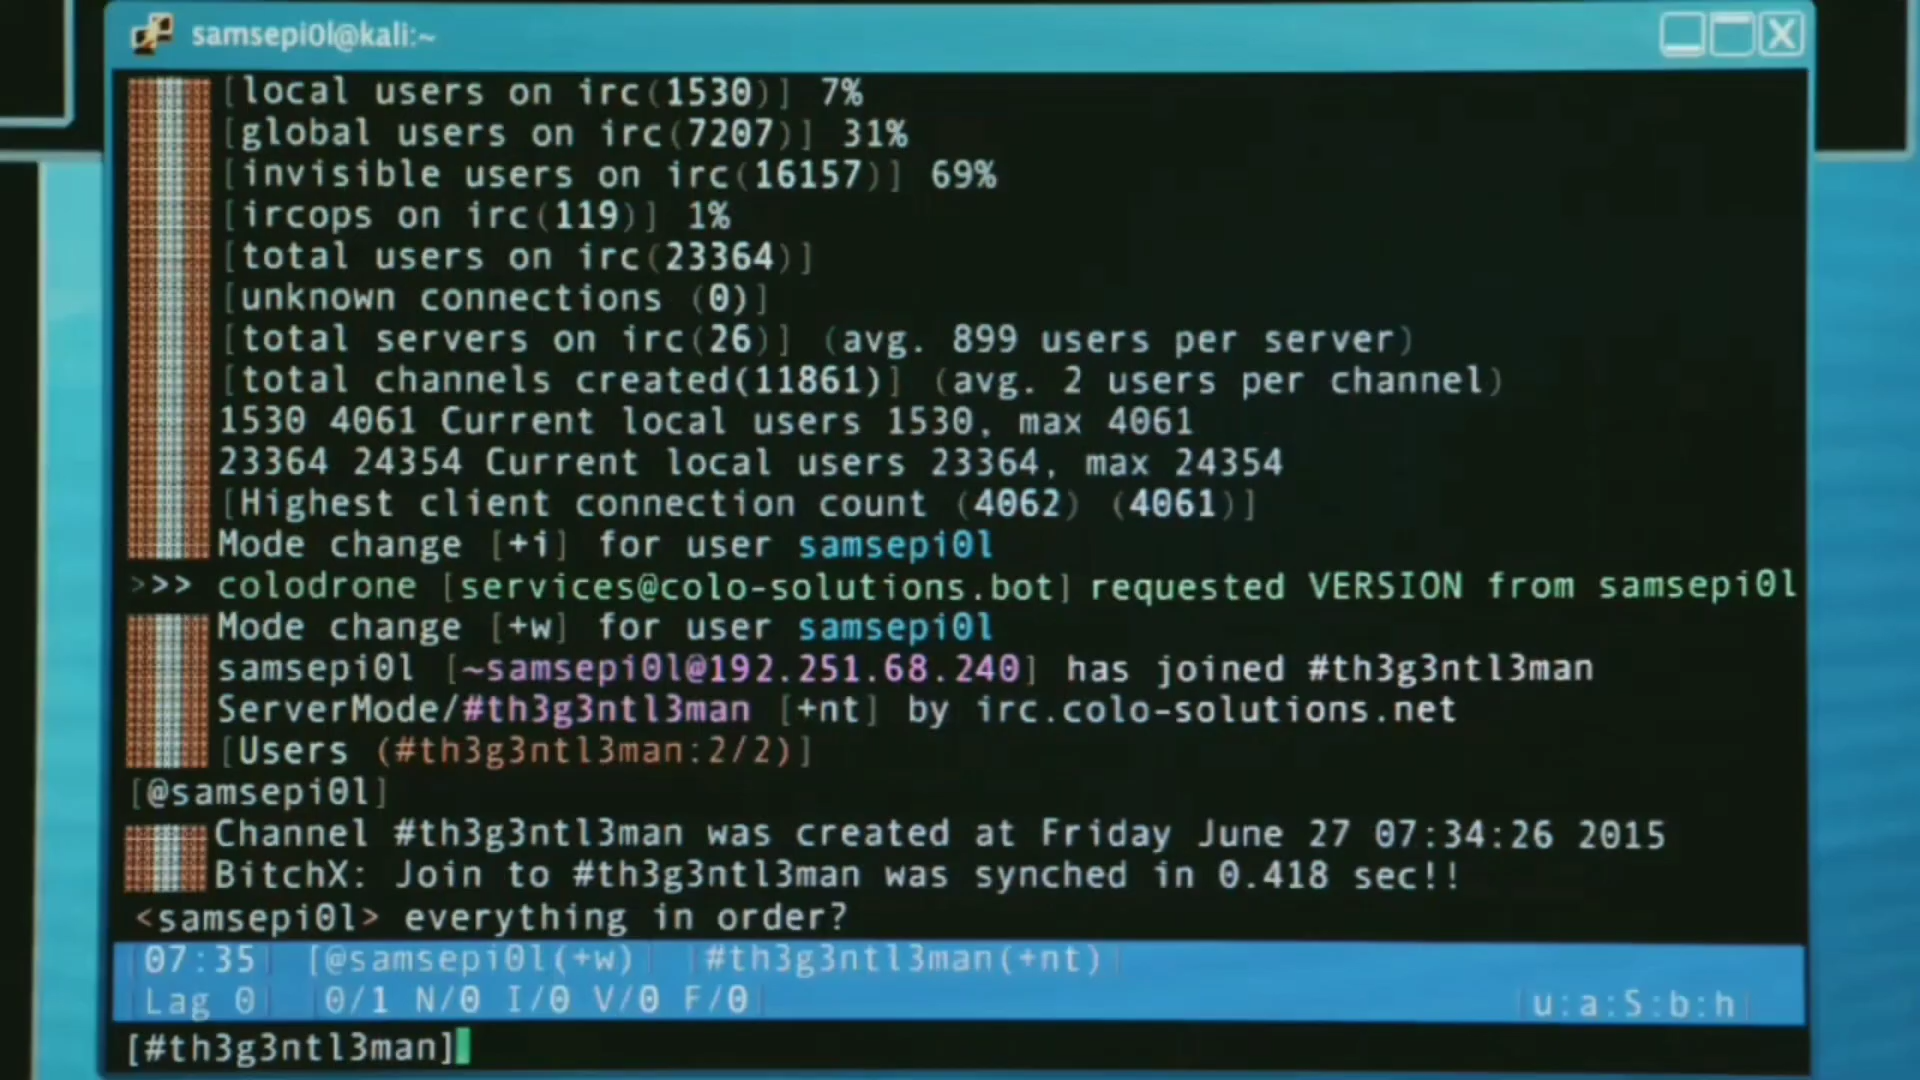 samsepi0l@kali:~
[local users on irc(1530)] 7%
[global users on irc(7207)] 31%
[invisible users on irc(16157)] 69%
[ircops on irc(119)] 1%
[total users on irc(23364)]
[unknown connections (0)]
[total servers on irc(26)] (avg. 899 users per server)
[total channels created(11861)] (avg. 2 users per channel)
1530 4061 Current local users 1530, max 4061
23364 24354 Current local users 23364, max 24354
[Highest client connection count (4062) (4061)]
Mode change [+i] for user samsepi0l
>>> colodrone [services@colo-solutions.bot] requested VERSION from samsepi0l
Mode change [+w] for user samsepi0l
samsepi0l [~samsepi0l@192.251.68.240] has joined #th3g3ntl3man
ServerMode/#th3g3ntl3man [+nt] by irc.colo-solutions.net
[Users (#th3g3ntl3man:2/2)]
[@samsepi0l]
Channel #th3g3ntl3man was created at Friday June 27 07:34:26 2015
BitchX: Join to #th3g3ntl3man was synched in 0.418 sec!!
<samsepi0l> everything in order?
07:35 [@samsepi0l(+w) #th3g3ntl3man(+nt)
Lag 0 0/1 N/0 I/0 V/0 F/0 u:a:S:b:h
[#th3g3ntl3man]